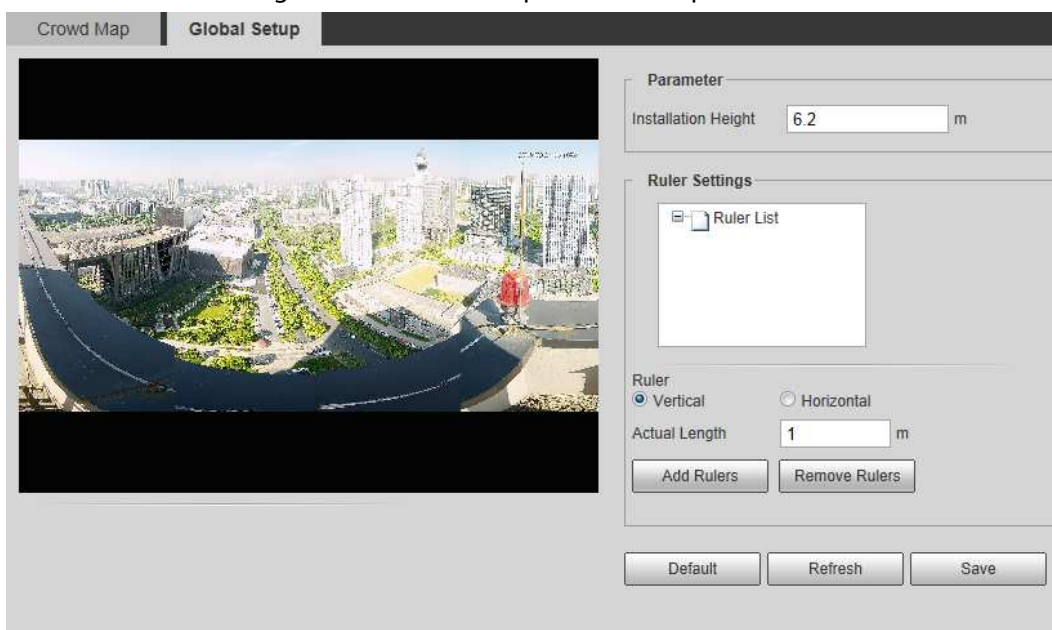 Crowd Map
Global Setup
Parameter
Installation Height 6.2 m
Ruler Settings
Ruler List
Ruler
Vertical Horizontal
Actual Length 1 m
Add Rulers Remove Rulers
Default Refresh Save